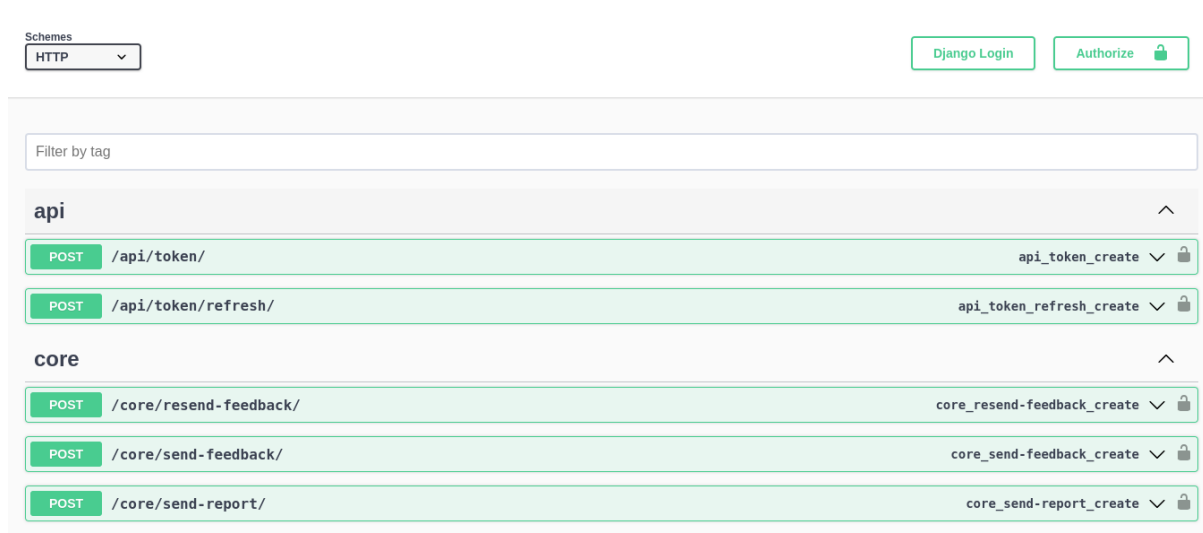 Schemes
HTTP
Django Login
Authorize
Filter by tag
api
POST /api/token/ api_token_create
POST /api/token/refresh/ api_token_refresh_create
core
POST /core/resend-feedback/ core_resend-feedback_create
POST /core/send-feedback/ core_send-feedback_create
POST /core/send-report/ core_send-report_create